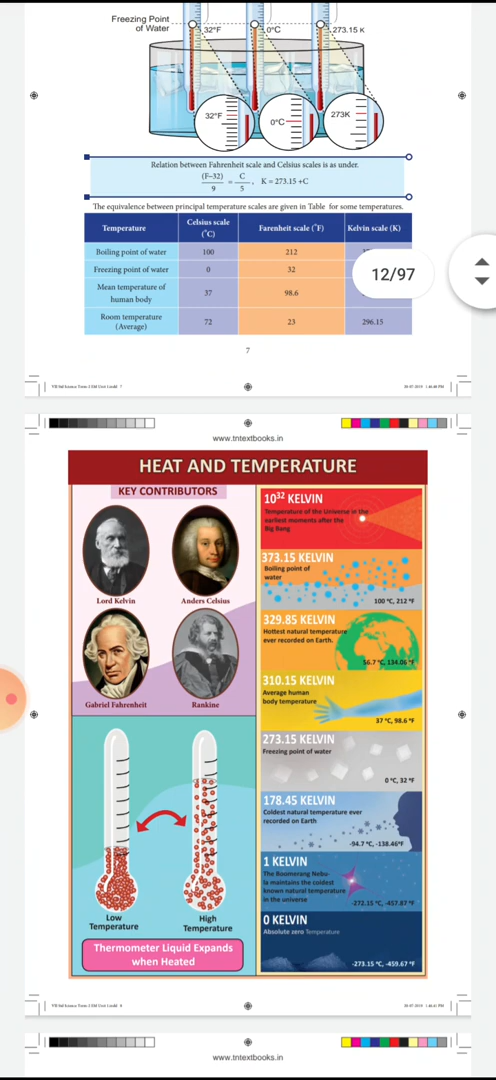 Freezing Point
of Water
32°F
0°C
273.15 K
32°F
0°C
273K
Relation between Fahrenheit scale and Celsius scales is as under.
(F–32)/9 = C/5, K = 273.15 +C
The equivalence between principal temperature scales are given in Table for some temperatures.
Temperature Celsius scale (˚C) Farenheit scale (˚F) Kelvin scale (K)
Boiling point of water 100 212
Freezing point of water 0 32
Mean temperature of human body 37 98.6
Room temperature (Average) 72 23 296.15
12/97
7
www.tntextbooks.in
HEAT AND TEMPERATURE
KEY CONTRIBUTORS
Lord Kelvin
Anders Celsius
Gabriel Fahrenheit
Rankine
Low
Temperature
High
Temperature
Thermometer Liquid Expands
when Heated
10³² KELVIN
Temperature of the Universe in the
earliest moments after the
Big Bang
373.15 KELVIN
Boiling point of
water
100 °C, 212 °F
329.85 KELVIN
Hottest natural temperature
ever recorded on Earth.
56.7 °C, 134.06 °F
310.15 KELVIN
Average human
body temperature
37 °C, 98.6 °F
273.15 KELVIN
Freezing point of water
0 °C, 32 °F
178.45 KELVIN
Coldest natural temperature ever
recorded on Earth
-94.7 °C, -138.46°F
1 KELVIN
The Boomerang Nebu-
la maintains the coldest
known natural temperature
in the universe
-272.15 °C, -457.87 °F
0 KELVIN
Absolute zero Temperature
-273.15 °C, -459.67 °F
www.tntextbooks.in